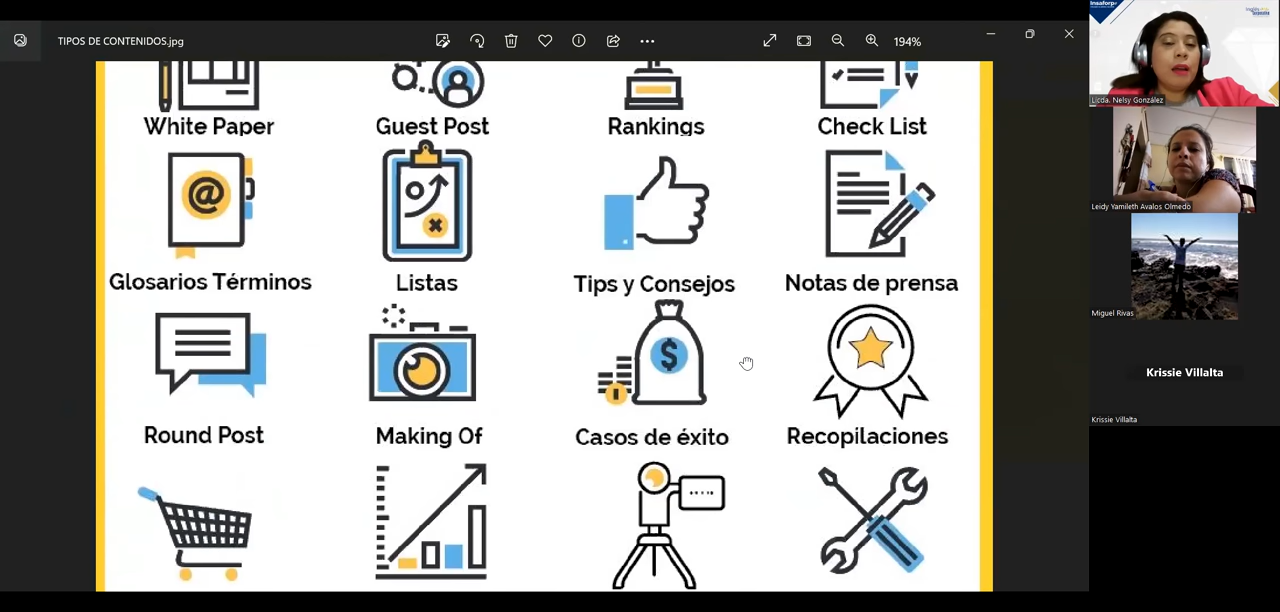 TIPOS DE CONTENIDOS.jpg
194%
White Paper
Guest Post
Rankings
Check List
Glosarios Términos
Listas
Tips y Consejos
Notas de prensa
Round Post
Making Of
Casos de éxito
Recopilaciones
Insaforp
Licda. Nelsy González
Leidy Yamileth Avalos Olmedo
Miguel Rivas
Krissie Villalta
Krissie Villalta